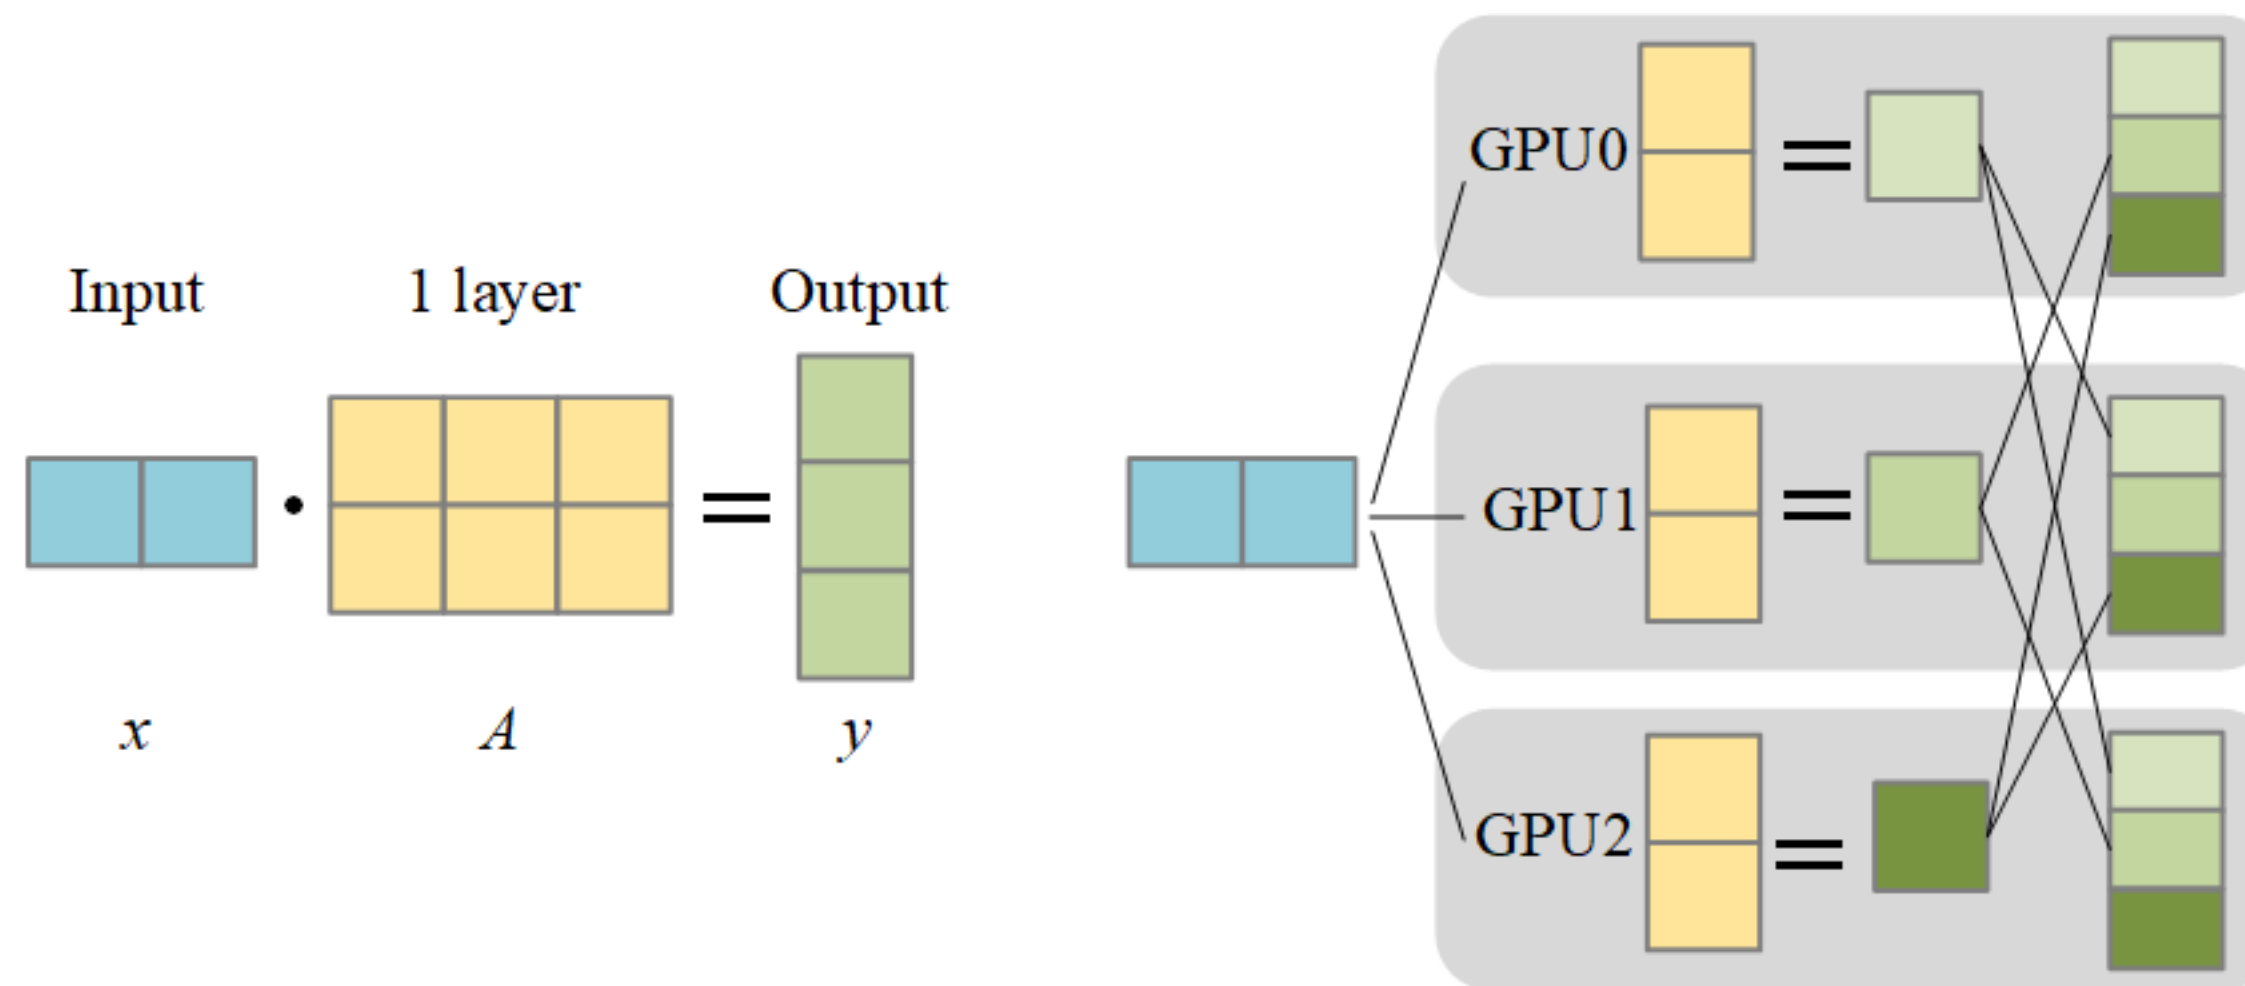 Input
1 layer
Output
x
A
y
GPU0
GPU1
GPU2